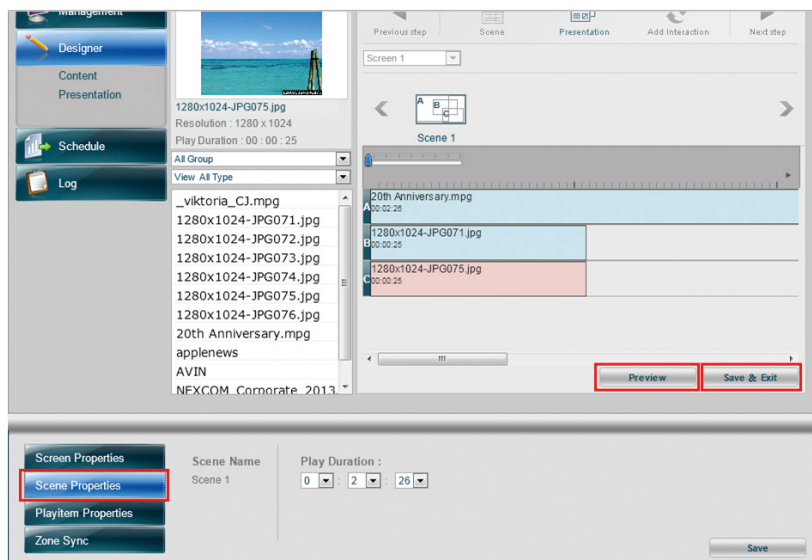 Management
Designer
Content
Presentation
Schedule
Log
1280x1024-JPG075.jpg
Resolution : 1280 x 1024
Play Duration : 00 : 00 : 25
All Group
View All Type
_viktoria_CJ.mpg
1280x1024-JPG071.jpg
1280x1024-JPG072.jpg
1280x1024-JPG073.jpg
1280x1024-JPG074.jpg
1280x1024-JPG075.jpg
1280x1024-JPG076.jpg
20th Anniversary.mpg
applenews
AVIN
NEXCOM_Corporate_2013.
Previous step
Scene
Presentation
Add Interaction
Next step
Screen 1
A
B
C
Scene 1
A
20th Anniversary.mpg
00:02:26
B
1280x1024-JPG071.jpg
00:00:25
C
1280x1024-JPG075.jpg
00:00:25
Preview
Save & Exit
Screen Properties
Scene Properties
Playitem Properties
Zone Sync
Scene Name
Scene 1
Play Duration :
0 : 2 : 26
Save